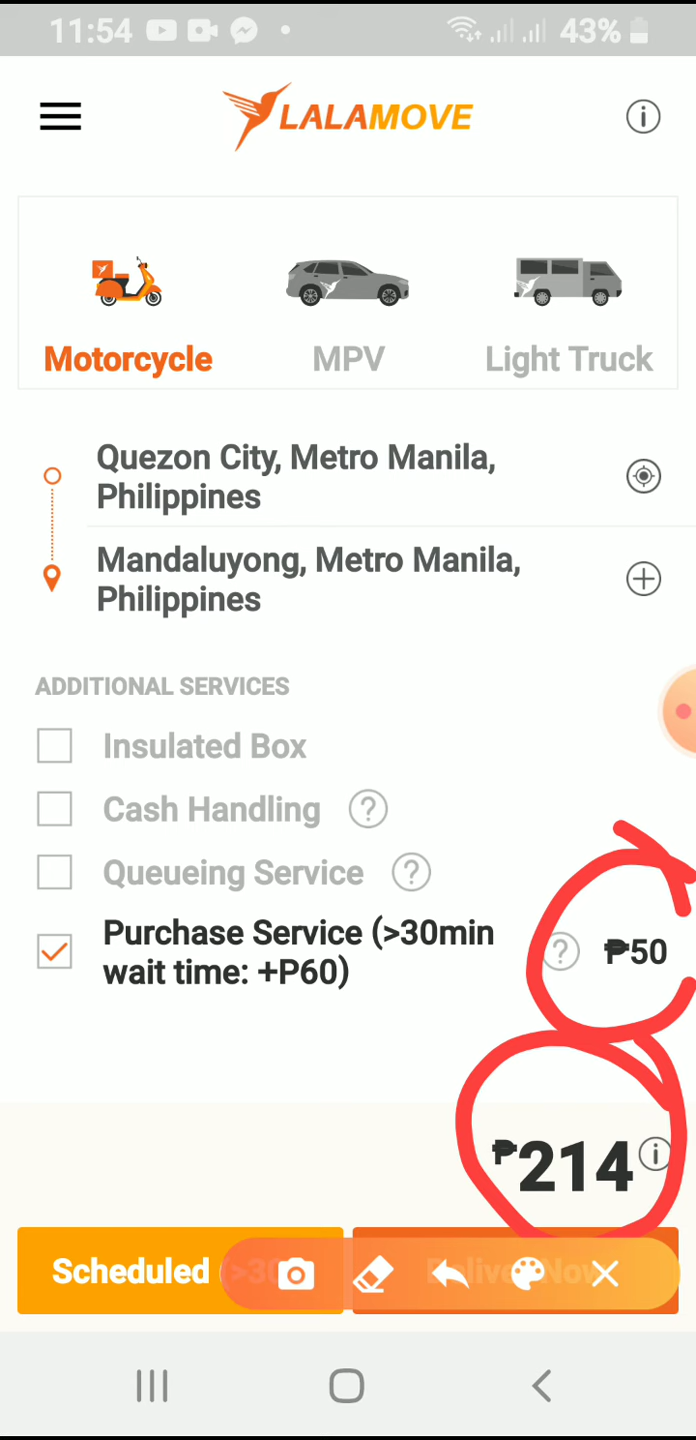 11:54
43%
LALAMOVE
Motorcycle
MPV
Light Truck
Quezon City, Metro Manila,
Philippines
Mandaluyong, Metro Manila,
Philippines
ADDITIONAL SERVICES
Insulated Box
Cash Handling ?
Queueing Service ?
Purchase Service (>30min
wait time: +P60)
? ₱50
₱214
Scheduled